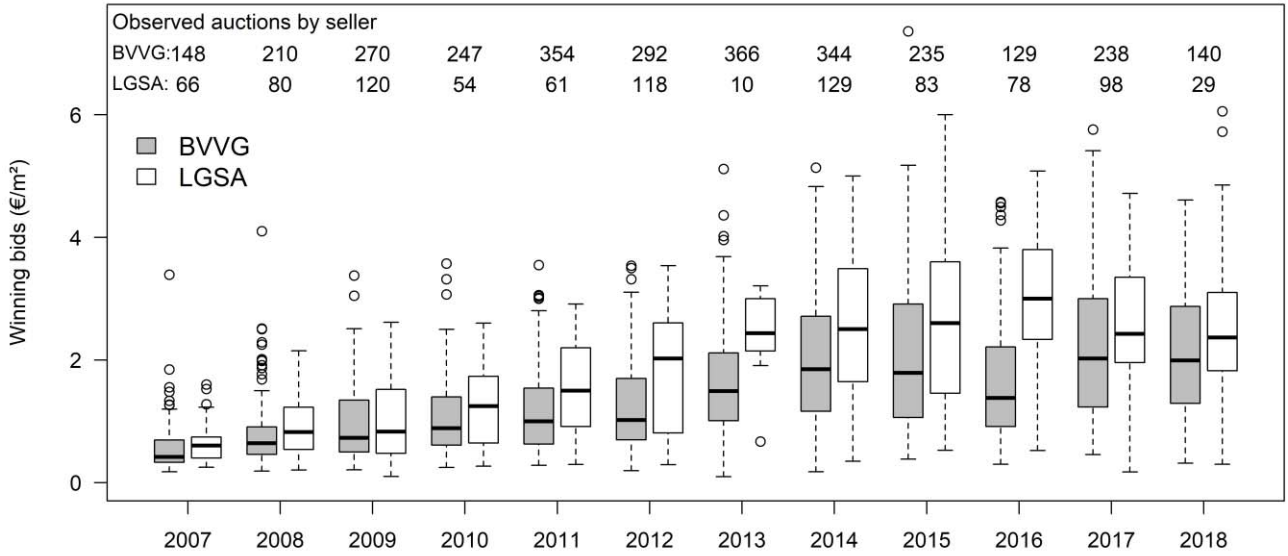 Observed auctions by seller
BVVG: 148 210 270 247 354 292 366 344 235 129 238 140
LGSA: 66 80 120 54 61 118 10 129 83 78 98 29
BVVG
LGSA
Winning bids (€/m²)
6
4
2
0
2007 2008 2009 2010 2011 2012 2013 2014 2015 2016 2017 2018